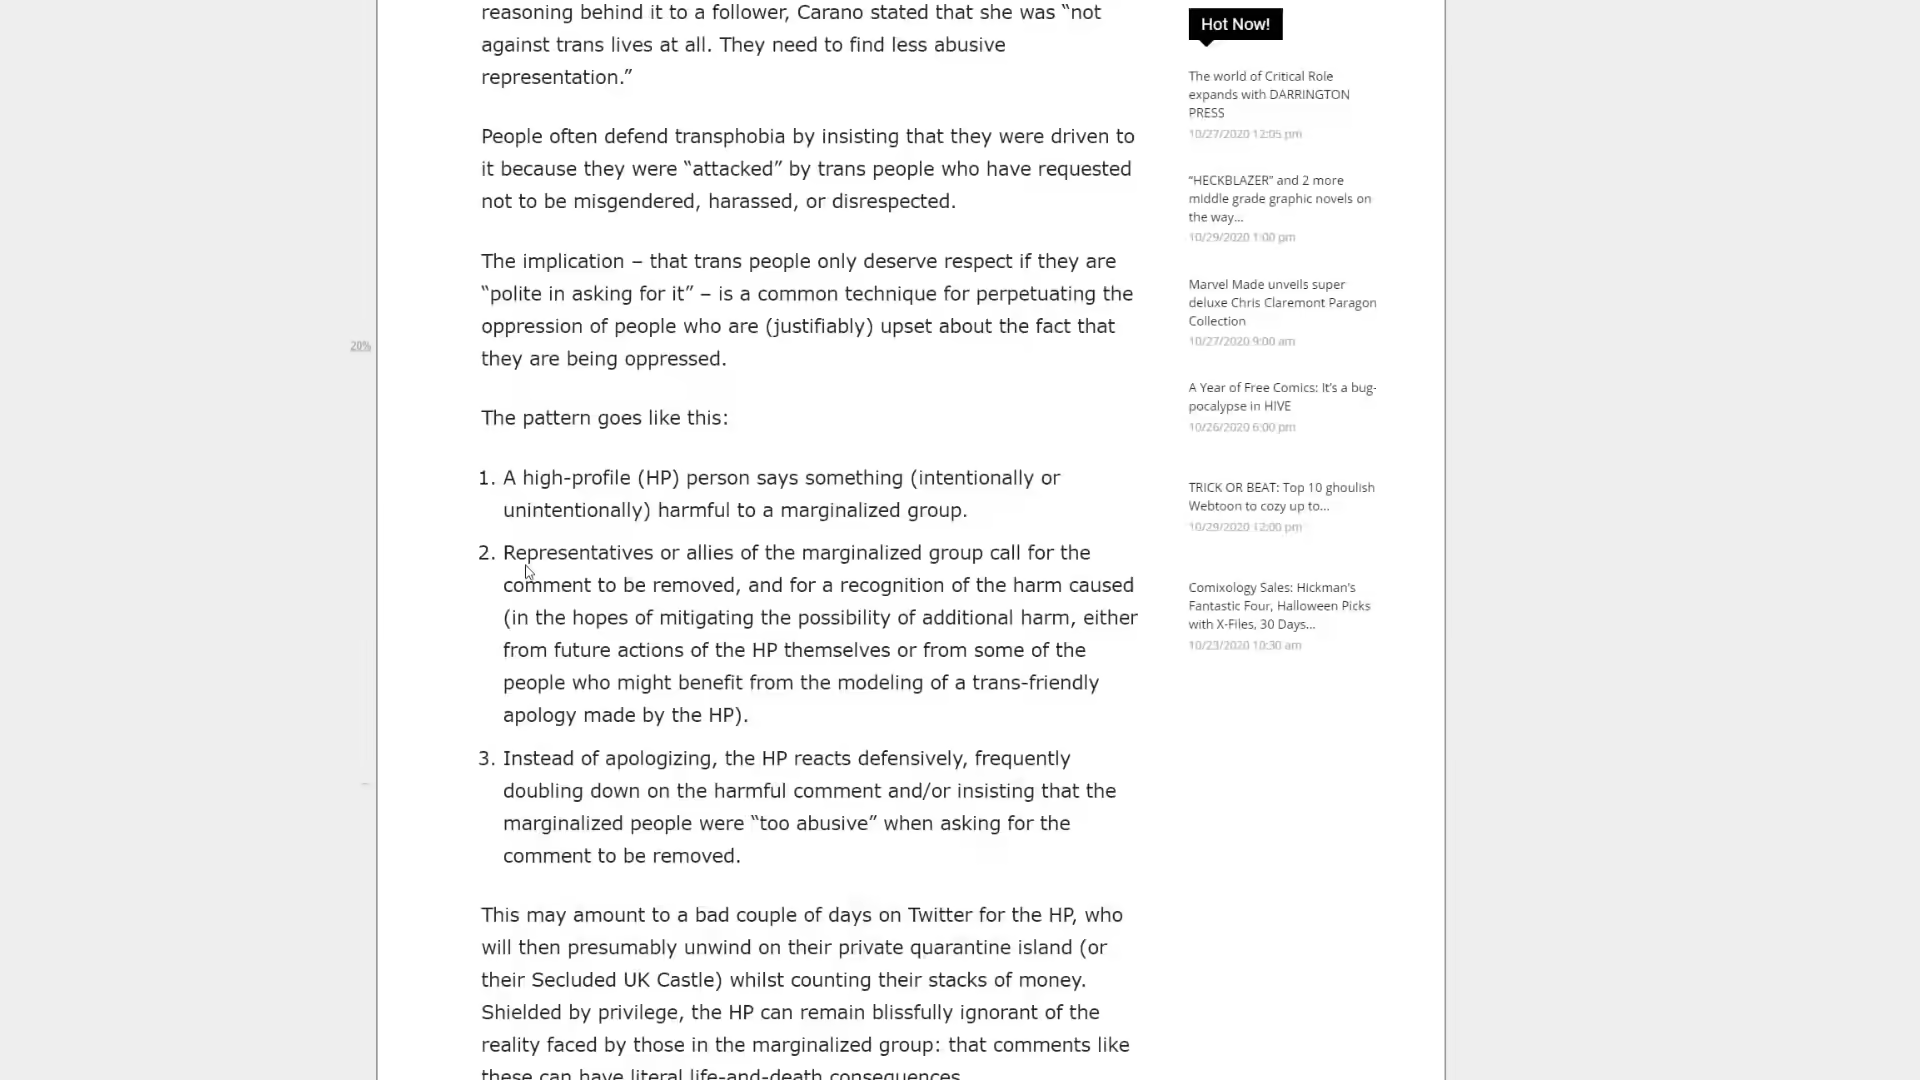 reasoning behind it to a follower, Carano stated that she was “not
against trans lives at all. They need to find less abusive
representation.”
People often defend transphobia by insisting that they were driven to
it because they were “attacked” by trans people who have requested
not to be misgendered, harassed, or disrespected.
The implication – that trans people only deserve respect if they are
“polite in asking for it” – is a common technique for perpetuating the
oppression of people who are (justifiably) upset about the fact that
they are being oppressed.
20%
The pattern goes like this:
1. A high-profile (HP) person says something (intentionally or
unintentionally) harmful to a marginalized group.
2. Representatives or allies of the marginalized group call for the
comment to be removed, and for a recognition of the harm caused
(in the hopes of mitigating the possibility of additional harm, either
from future actions of the HP themselves or from some of the
people who might benefit from the modeling of a trans-friendly
apology made by the HP).
3. Instead of apologizing, the HP reacts defensively, frequently
doubling down on the harmful comment and/or insisting that the
marginalized people were “too abusive” when asking for the
comment to be removed.
This may amount to a bad couple of days on Twitter for the HP, who
will then presumably unwind on their private quarantine island (or
their Secluded UK Castle) whilst counting their stacks of money.
Shielded by privilege, the HP can remain blissfully ignorant of the
reality faced by those in the marginalized group: that comments like
these can have literal life-and-death consequences.
Hot Now!
The world of Critical Role
expands with DARRINGTON
PRESS
10/27/2020 12:05 pm
“HECKBLAZER” and 2 more
middle grade graphic novels on
the way...
10/29/2020 1:00 pm
Marvel Made unveils super
deluxe Chris Claremont Paragon
Collection
10/27/2020 9:00 am
A Year of Free Comics: It’s a bug-
pocalypse in HIVE
10/26/2020 6:00 pm
TRICK OR BEAT: Top 10 ghoulish
Webtoon to cozy up to...
10/29/2020 12:00 pm
Comixology Sales: Hickman’s
Fantastic Four, Halloween Picks
with X-Files, 30 Days...
10/23/2020 10:30 am